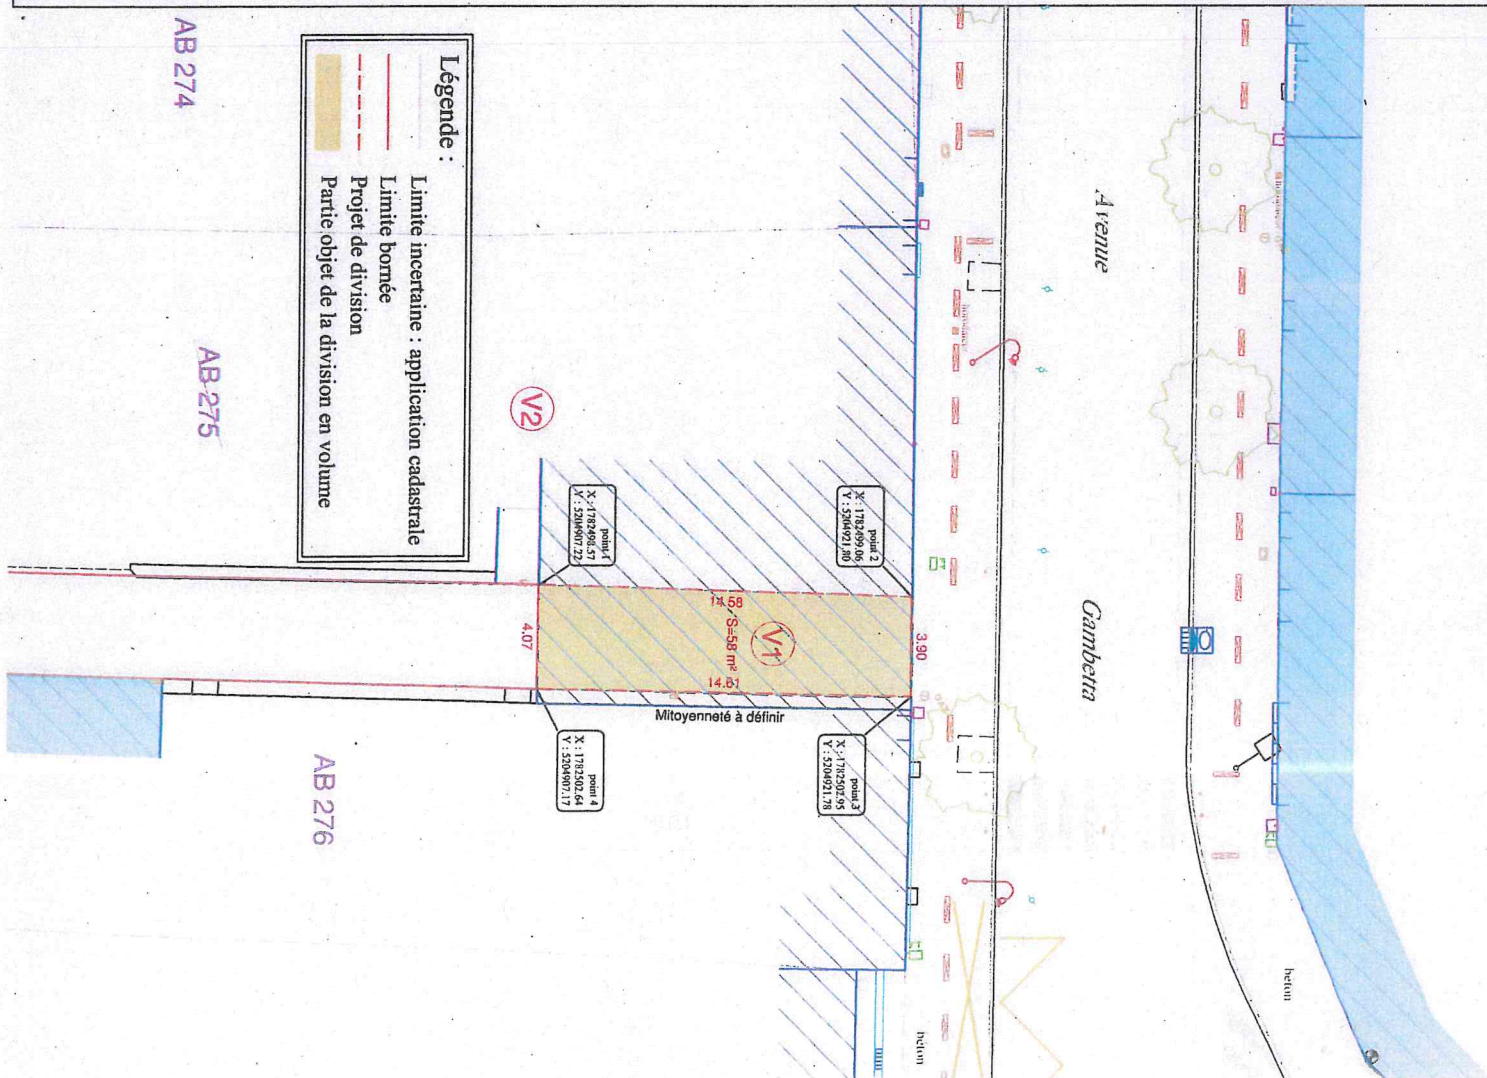 Légende :
Limite incertaine : application cadastrale
Limite bornée
Projet de division
Partie objet de la division en volume
AB 274
AB 275
AB 276
Avenue
Gambetta
V2
V1
S=58 m²
14.58
14.61
3.90
4.07
Mitoyenneté à définir
point 1
X : 1782498.57
Y : 5204907.22
point 2
X : 1782499.06
Y : 5204921.80
point 3
X : 1782502.95
Y : 5204921.78
point 4
X : 1782502.64
Y : 5204907.17
béton
béton